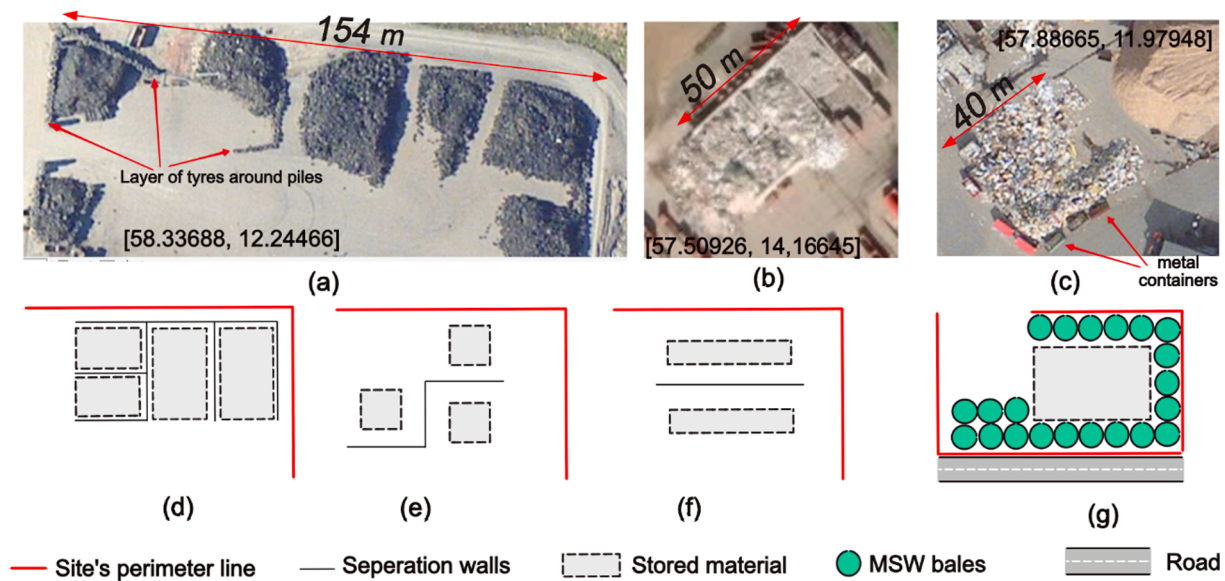 154 m
Layer of tyres around piles
[58.33688, 12.24466]
(a)
50 m
[57.50926, 14,16645]
(b)
[57.88665, 11.97948]
40 m
metal
containers
(c)
(d)
(e)
(f)
(g)
Site's perimeter line
Seperation walls
Stored material
MSW bales
Road